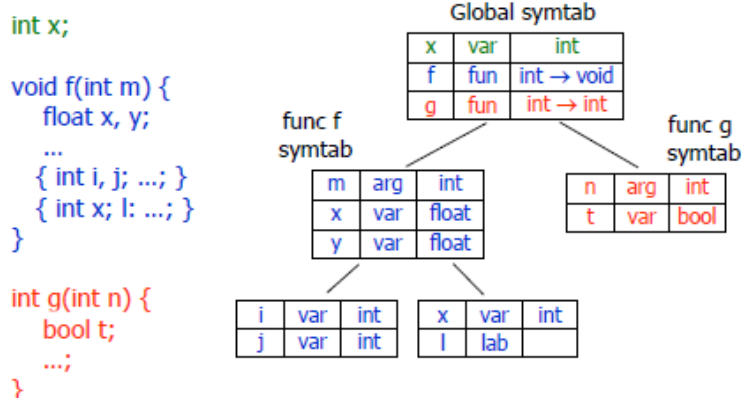 int x;
void f(int m) {
float x, y;
...
{ int i, j; ...; }
{ int x; l: ...; }
}
int g(int n) {
bool t;
...;
}
Global symtab
x var int
f fun int → void
g fun int → int
func f
symtab
m arg int
x var float
y var float
func g
symtab
n arg int
t var bool
i var int
j var int
x var int
l lab